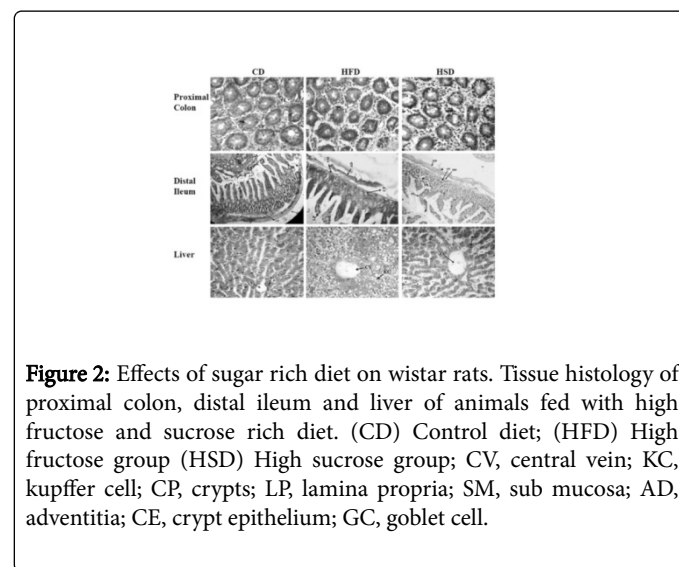 CD HFD HSD
Proximal
Colon
Distal
Ileum
Liver
Figure 2: Effects of sugar rich diet on wistar rats. Tissue histology of
proximal colon, distal ileum and liver of animals fed with high
fructose and sucrose rich diet. (CD) Control diet; (HFD) High
fructose group (HSD) High sucrose group; CV, central vein; KC,
kupffer cell; CP, crypts; LP, lamina propria; SM, sub mucosa; AD,
adventitia; CE, crypt epithelium; GC, goblet cell.